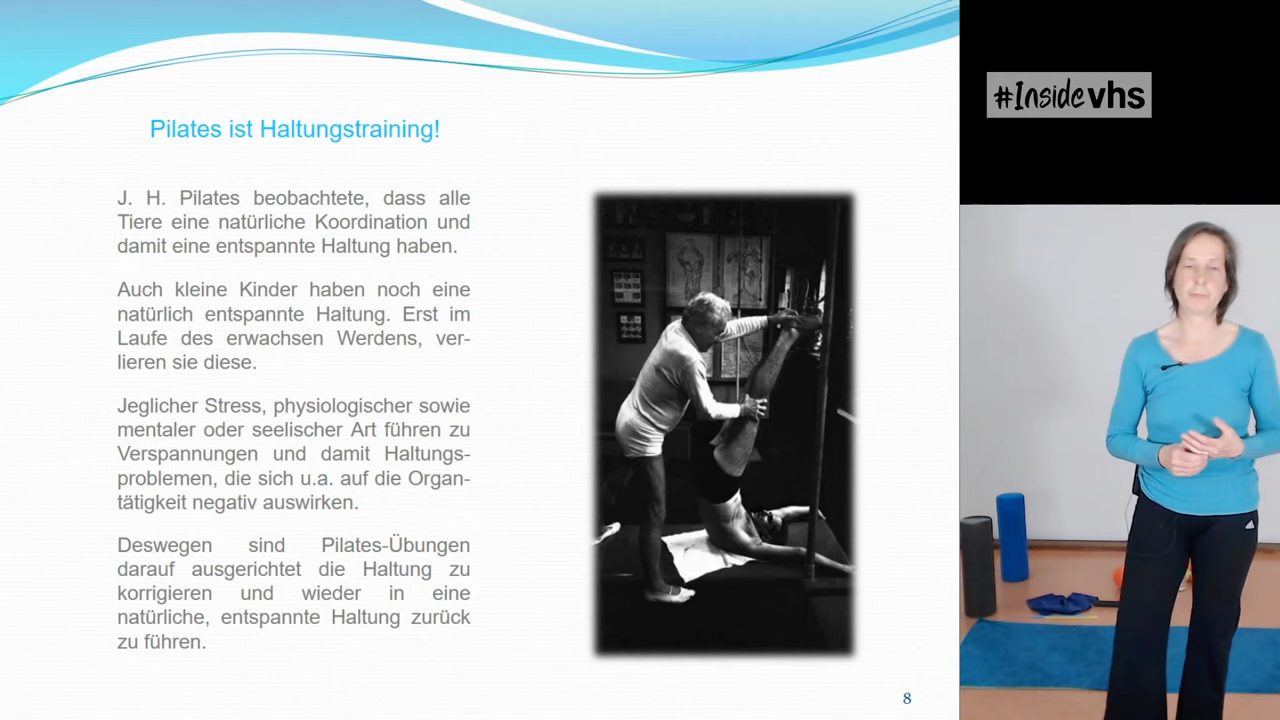 Pilates ist Haltungstraining!
J. H. Pilates beobachtete, dass alle
Tiere eine natürliche Koordination und
damit eine entspannte Haltung haben.
Auch kleine Kinder haben noch eine
natürlich entspannte Haltung. Erst im
Laufe des erwachsen Werdens, ver-
lieren sie diese.
Jeglicher Stress, physiologischer sowie
mentaler oder seelischer Art führen zu
Verspannungen und damit Haltungs-
problemen, die sich u.a. auf die Organ-
tätigkeit negativ auswirken.
Deswegen sind Pilates-Übungen
darauf ausgerichtet die Haltung zu
korrigieren und wieder in eine
natürliche, entspannte Haltung zurück
zu führen.
8
#Insidevhs